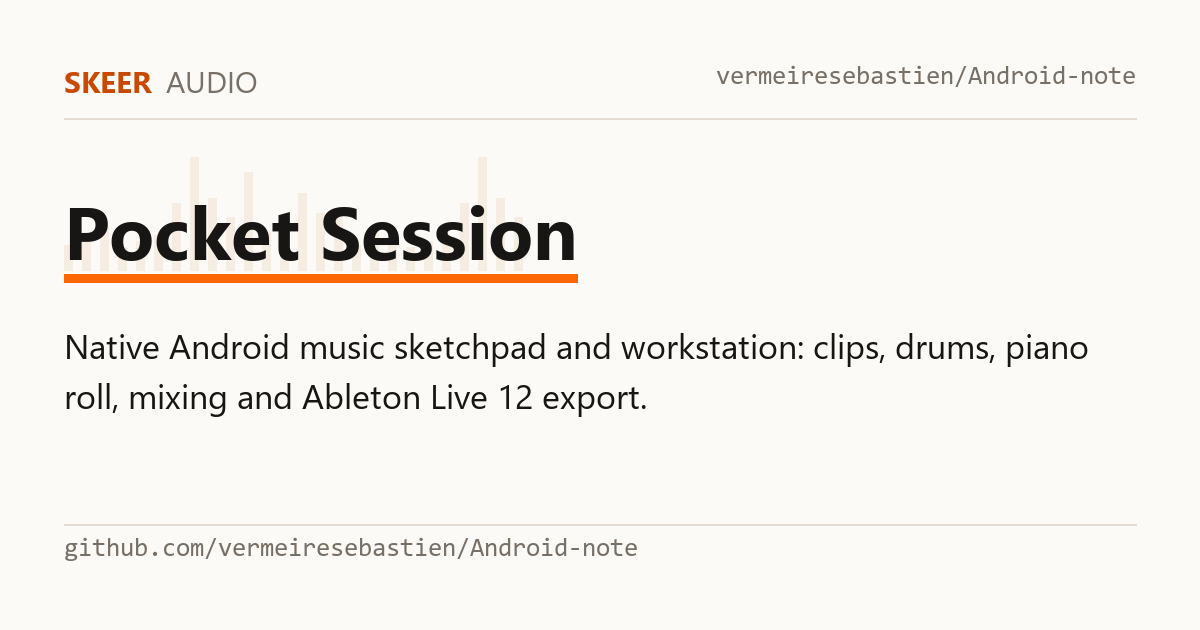 SKEER AUDIO
vermeiresebastien/Android-note
Pocket Session
Native Android music sketchpad and workstation: clips, drums, piano
roll, mixing and Ableton Live 12 export.
github.com/vermeiresebastien/Android-note